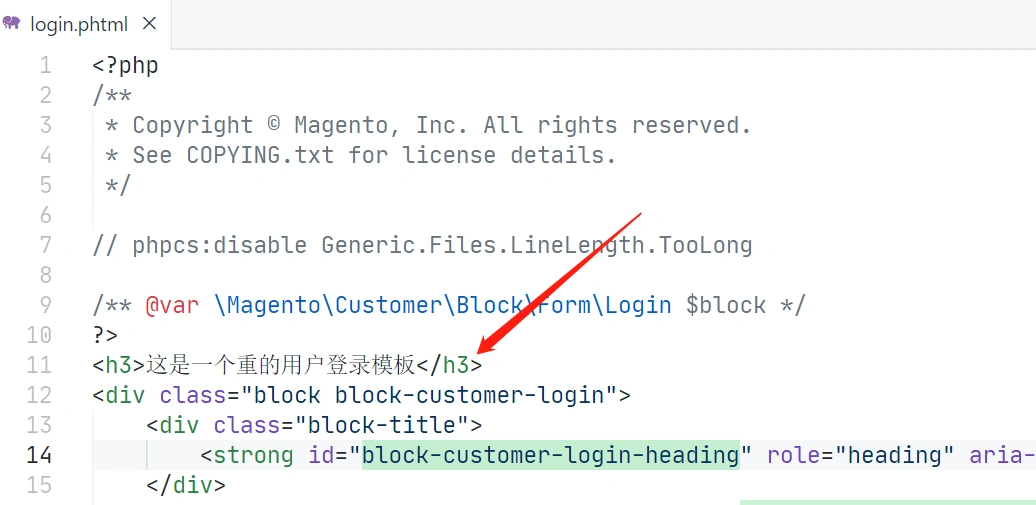 login.phtml
1 <?php
2 /**
3 * Copyright © Magento, Inc. All rights reserved.
4 * See COPYING.txt for license details.
5 */
6
7 // phpcs:disable Generic.Files.LineLength.TooLong
8
9 /** @var \Magento\Customer\Block\Form\Login $block */
10 ?>
11 <h3>这是一个重的用户登录模板</h3>
12 <div class="block block-customer-login">
13 <div class="block-title">
14 <strong id="block-customer-login-heading" role="heading" aria-
15 </div>